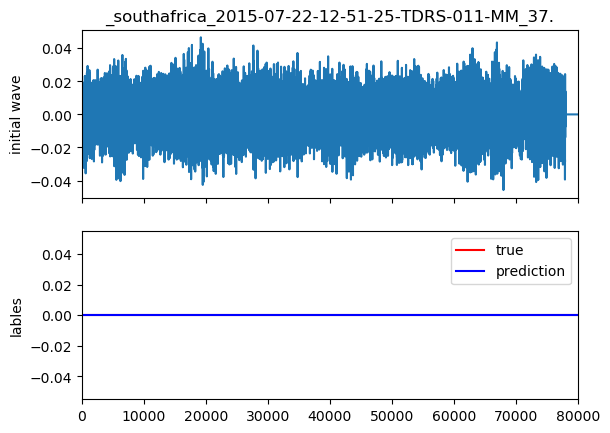 _southafrica_2015-07-22-12-51-25-TDRS-011-MM_37.
initial wave
0.04
0.02
0.00
−0.02
−0.04
lables
0.04
0.02
0.00
−0.02
−0.04
true
prediction
0 10000 20000 30000 40000 50000 60000 70000 80000